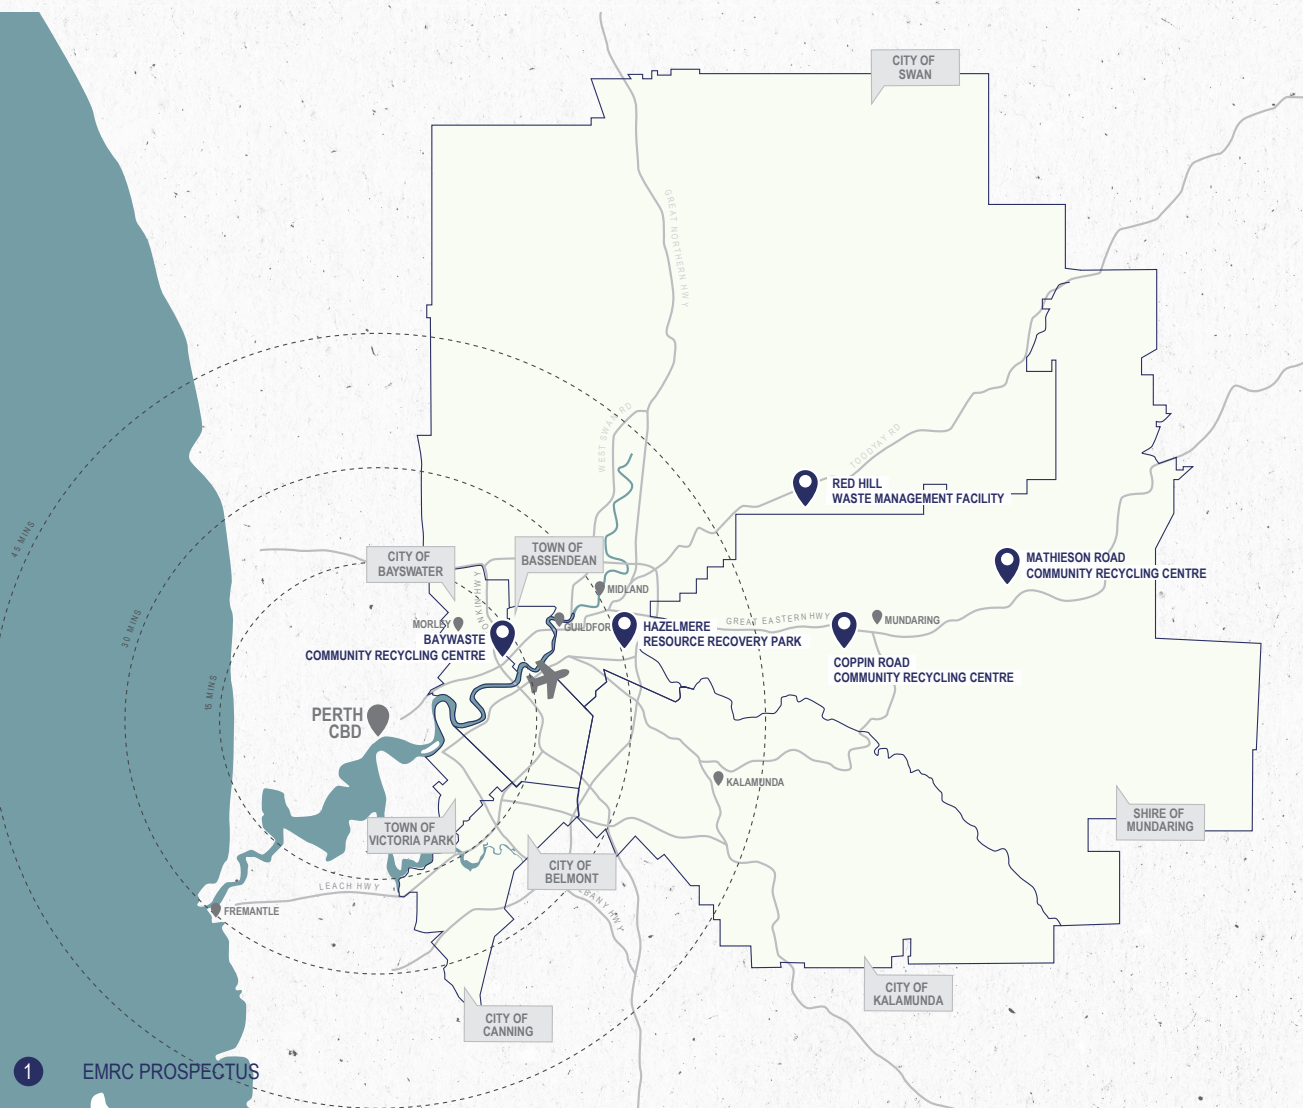 CITY OF
SWAN
GREAT NORTHERN HWY
WEST SWAN RD
TOODYAY RD
RED HILL
WASTE MANAGEMENT FACILITY
45 MINS
30 MINS
15 MINS
CITY OF
BAYSWATER
TOWN OF
BASSENDEAN
MATHIESON ROAD
COMMUNITY RECYCLING CENTRE
MIDLAND
GREAT EASTERN HWY
MUNDARING
MORLEY
GUILDFOR
HAZELMERE
RESOURCE RECOVERY PARK
BAYWASTE
COMMUNITY RECYCLING CENTRE
COPPIN ROAD
COMMUNITY RECYCLING CENTRE
PERTH
CBD
KALAMUNDA
SHIRE OF
MUNDARING
TOWN OF
VICTORIA PARK
CITY OF
BELMONT
LEACH HWY
BANY HWY
FREMANTLE
CITY OF
KALAMUNDA
CITY OF
CANNING
1
EMRC PROSPECTUS